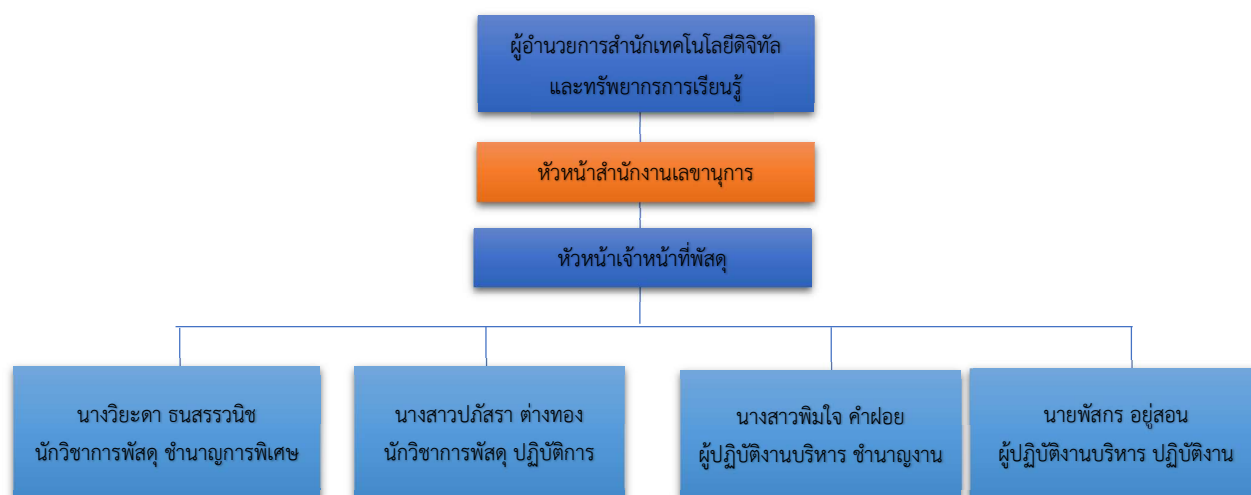 ผู้อำนวยการสำนักเทคโนโลยีดิจิทัล
และทรัพยากรการเรียนรู้
หัวหน้าสำนักงานเลขานุการ
หัวหน้าเจ้าหน้าที่พัสดุ
นางวิยะดา ธนสรรวนิช
นักวิชาการพัสดุ ชำนาญการพิเศษ
นางสาวปภัสรา ต่างทอง
นักวิชาการพัสดุ ปฏิบัติการ
นางสาวพิมใจ คำฝอย
ผู้ปฏิบัติงานบริหาร ชำนาญงาน
นายพัสกร อยู่สอน
ผู้ปฏิบัติงานบริหาร ปฏิบัติงาน